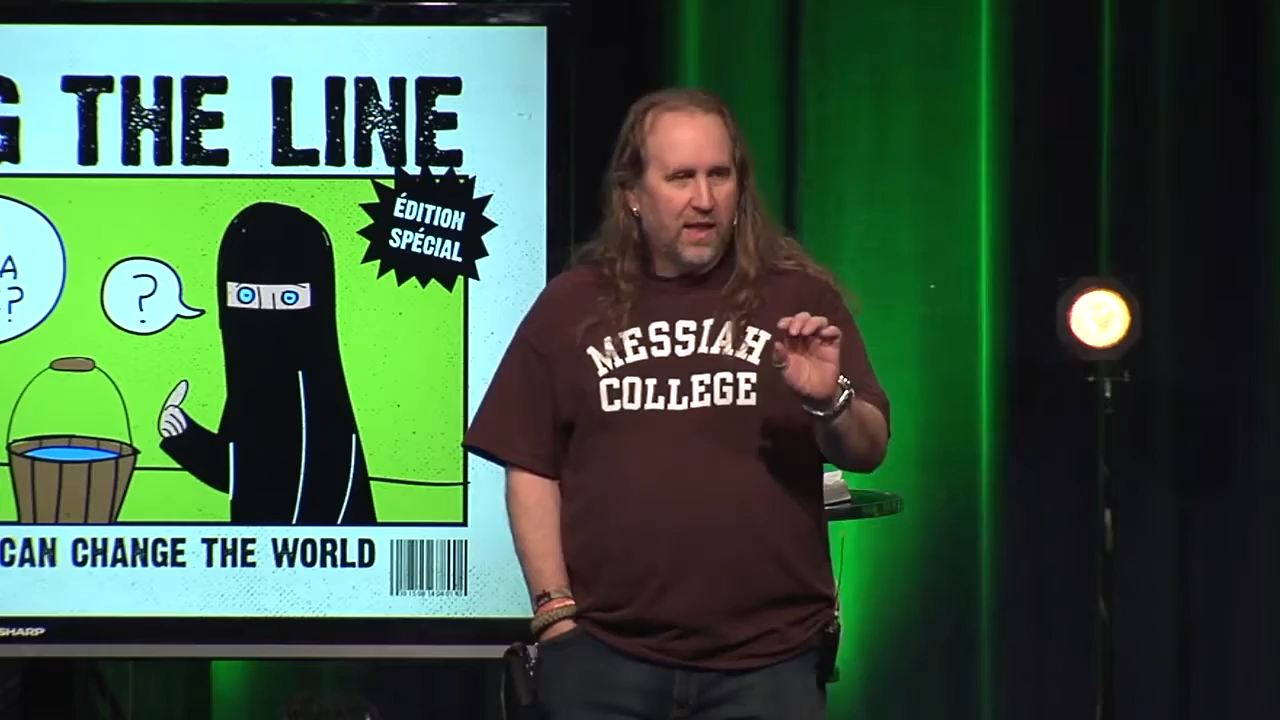 G THE LINE
ÉDITION
SPÉCIAL
A
?
?
CAN CHANGE THE WORLD
SHARP
MESSIAH
COLLEGE